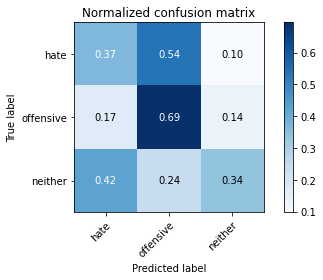 Normalized confusion matrix
hate 0.37 0.54 0.10
offensive 0.17 0.69 0.14
neither 0.42 0.24 0.34
hate offensive neither
True label
Predicted label
0.6
0.5
0.4
0.3
0.2
0.1